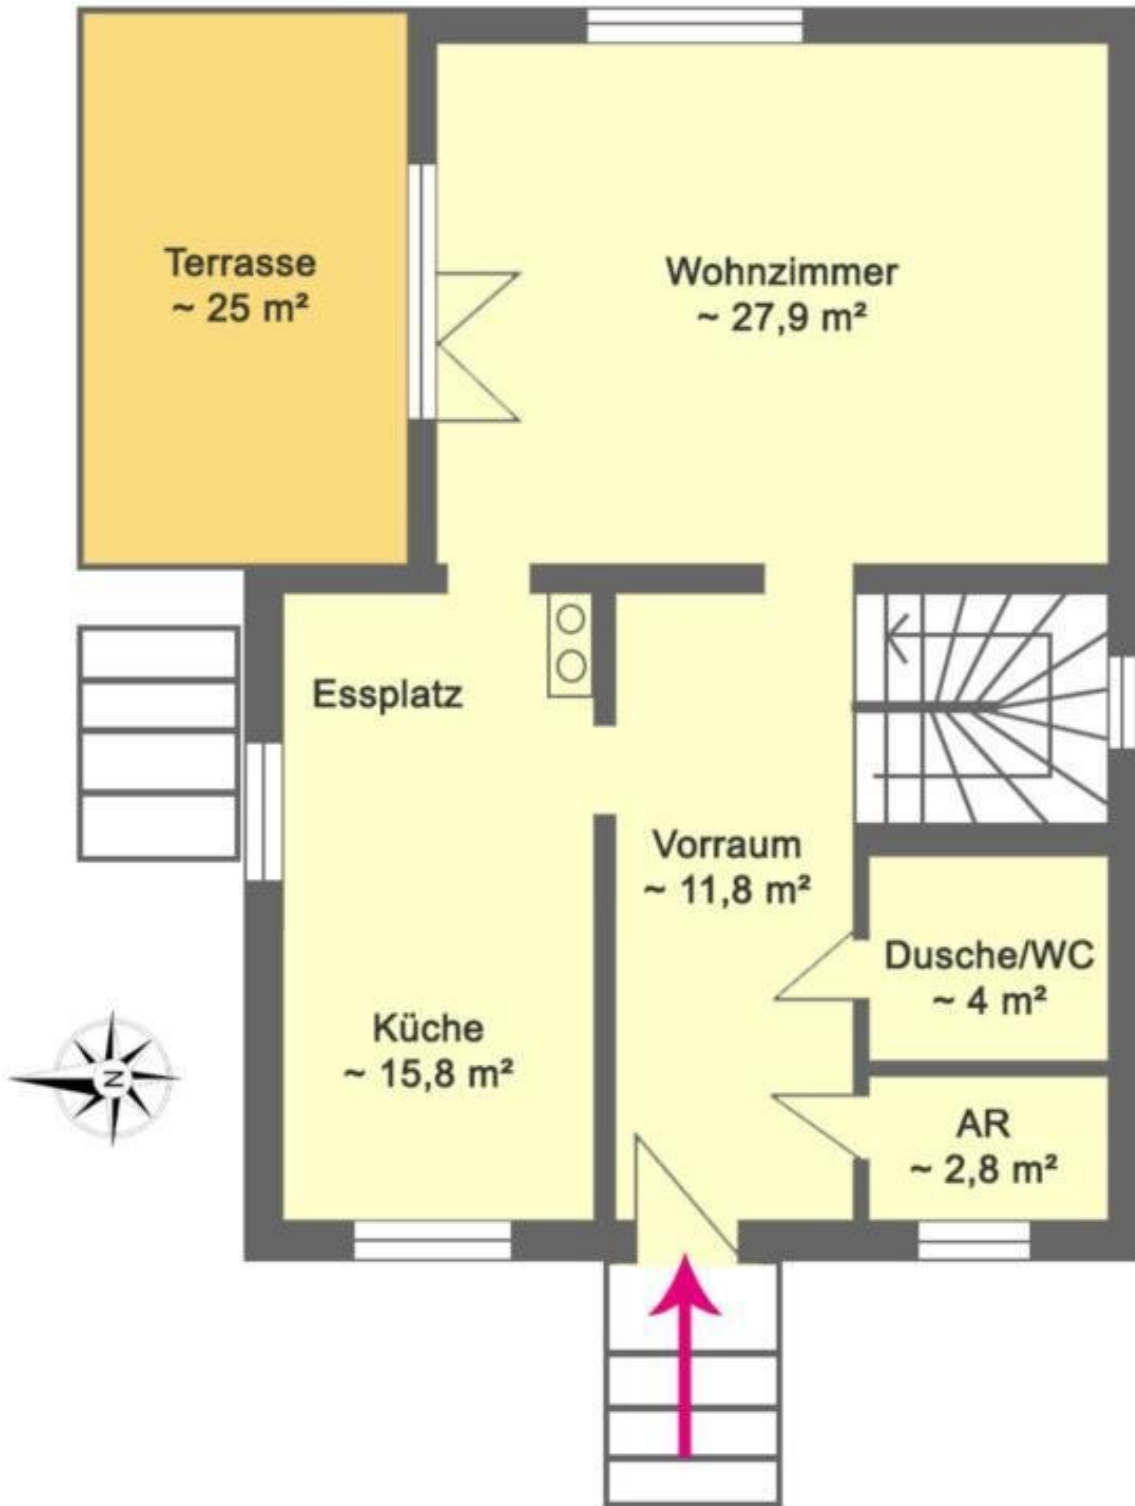 Terrasse
~ 25 m²
Wohnzimmer
~ 27,9 m²
Essplatz
Vorraum
~ 11,8 m²
Dusche/WC
~ 4 m²
Küche
~ 15,8 m²
N
AR
~ 2,8 m²